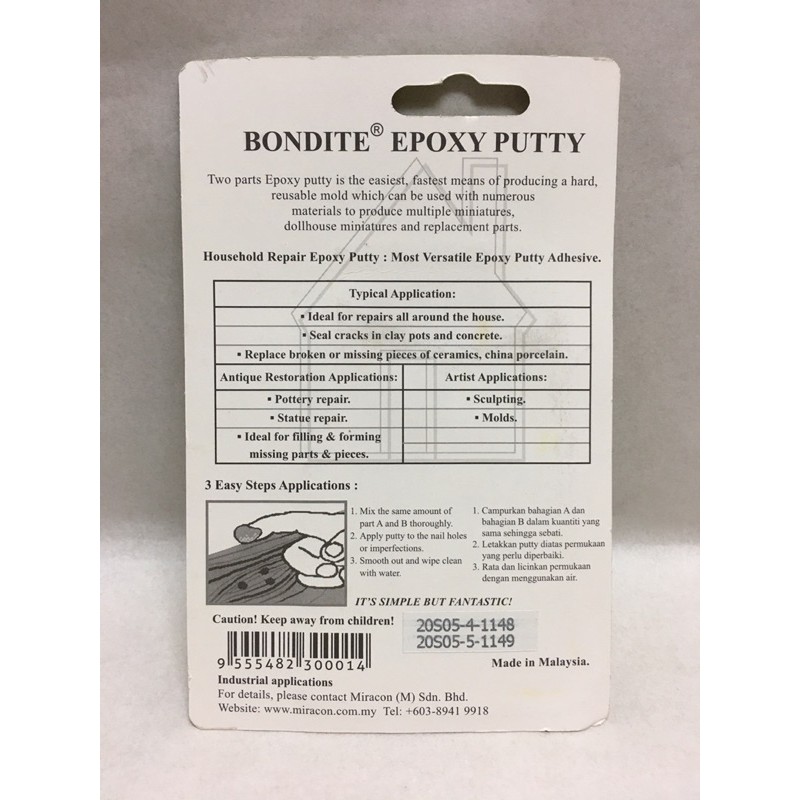 BONDITE® EPOXY PUTTY
Two parts Epoxy putty is the easiest, fastest means of producing a hard,
reusable mold which can be used with numerous
materials to produce multiple miniatures,
dollhouse miniatures and replacement parts.
Household Repair Epoxy Putty : Most Versatile Epoxy Putty Adhesive.
Typical Application:
▪ Ideal for repairs all around the house.
▪ Seal cracks in clay pots and concrete.
▪ Replace broken or missing pieces of ceramics, china porcelain.
Antique Restoration Applications:
▪ Pottery repair.
▪ Statue repair.
▪ Ideal for filling & forming
missing parts & pieces.
Artist Applications:
▪ Sculpting.
▪ Molds.
3 Easy Steps Applications :
1. Mix the same amount of
part A and B thoroughly.
2. Apply putty to the nail holes
or imperfections.
3. Smooth out and wipe clean
with water.
1. Campurkan bahagian A dan
bahagian B dalam kuantiti yang
sama sehingga sebati.
2. Letakkan putty diatas permukaan
yang perlu diperbaiki.
3. Rata dan licinkan permukaan
dengan menggunakan air.
IT'S SIMPLE BUT FANTASTIC!
Caution! Keep away from children!
20S05-4-1148
20S05-5-1149
9 555482 300014
Made in Malaysia.
Industrial applications
For details, please contact Miracon (M) Sdn. Bhd.
Website: www.miracon.com.my Tel: +603-8941 9918